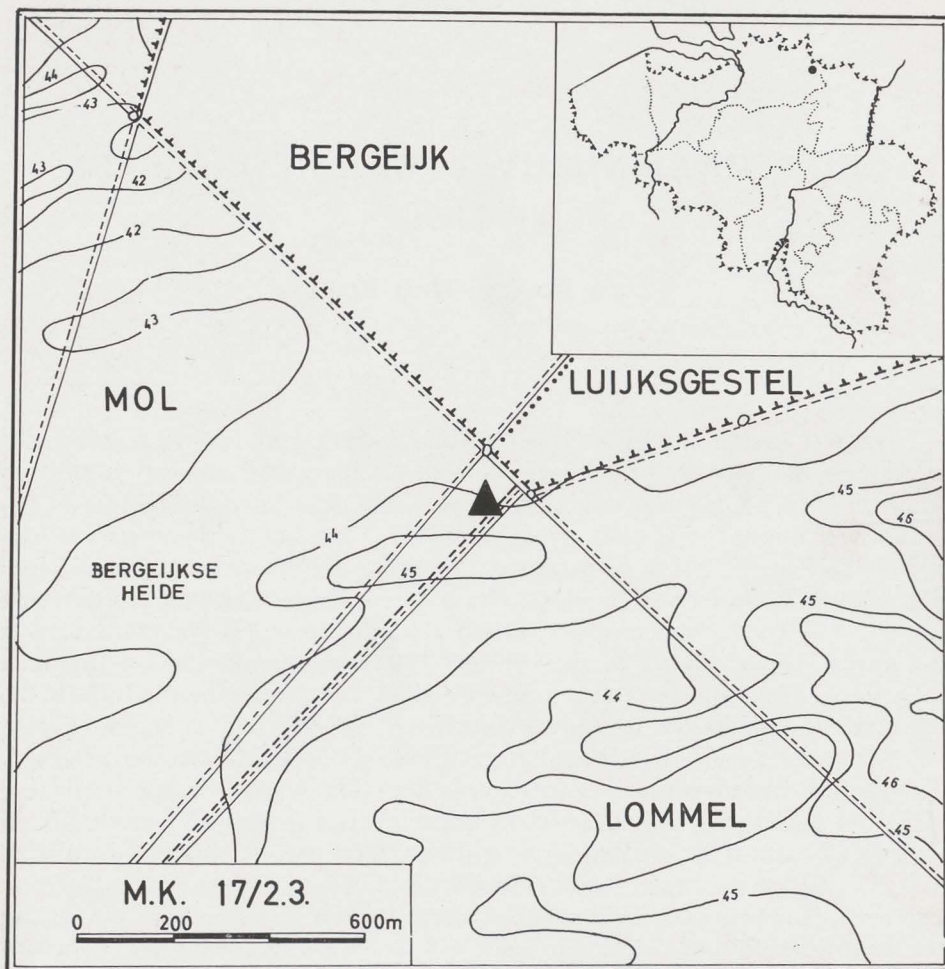 44
43
BERGEIJK
43
42
42
43
MOL
LUIJKSGESTEL
45
46
44
45
BERGEIJKSE
HEIDE
45
44
46
LOMMEL
45
45
M.K. 17/2.3.
0 200 600m